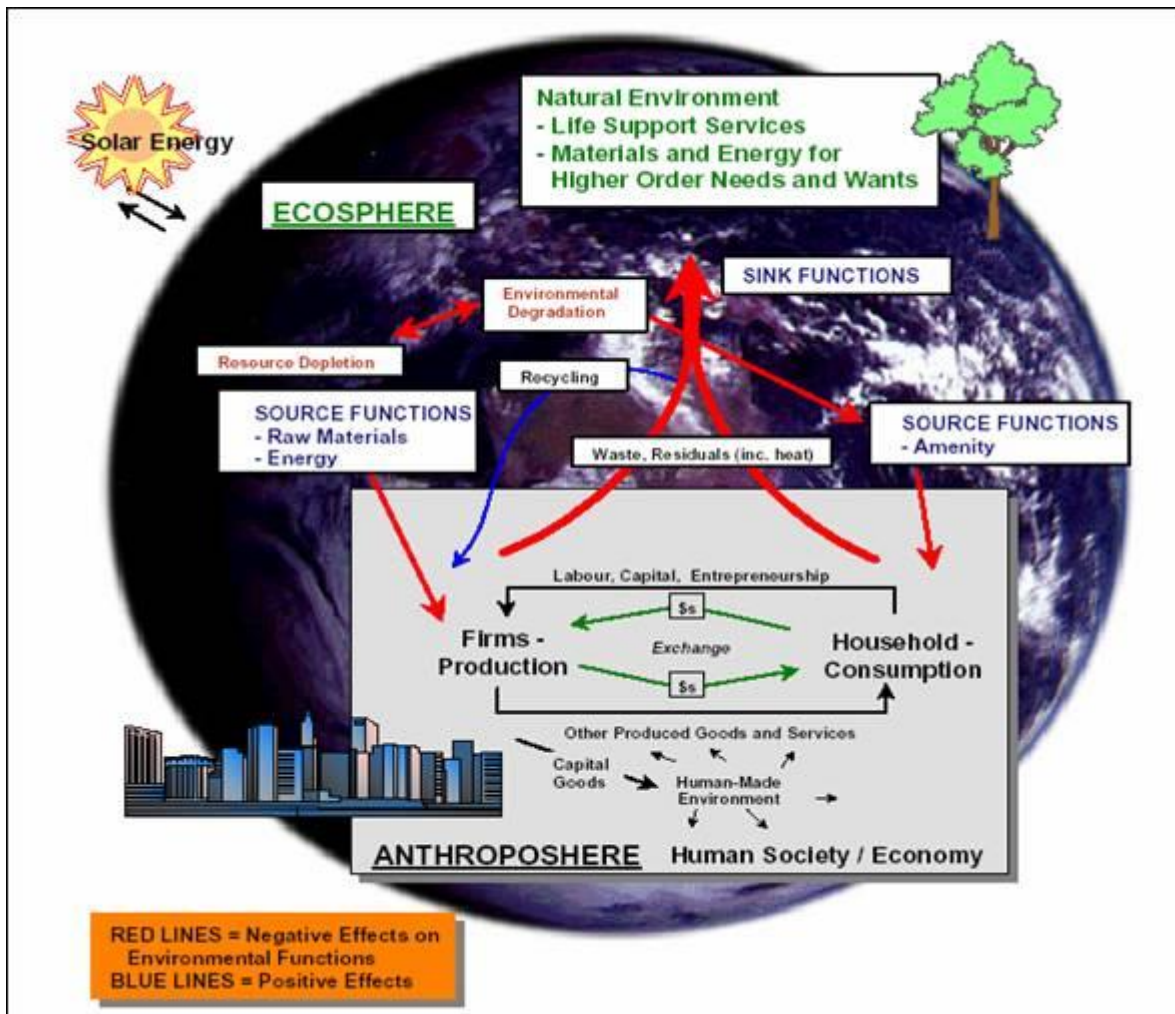 Solar Energy
Natural Environment
- Life Support Services
- Materials and Energy for
Higher Order Needs and Wants
ECOSPHERE
SINK FUNCTIONS
Environmental
Degradation
Resource Depletion
Recycling
SOURCE FUNCTIONS
- Raw Materials
- Energy
SOURCE FUNCTIONS
- Amenity
Waste, Residuals (inc. heat)
Labour, Capital, Entrepreneurship
$s
Firms -
Production
Exchange
Household -
Consumption
$s
Other Produced Goods and Services
Capital
Goods
Human-Made
Environment
ANTHROPOSHERE
Human Society / Economy
RED LINES = Negative Effects on
Environmental Functions
BLUE LINES = Positive Effects